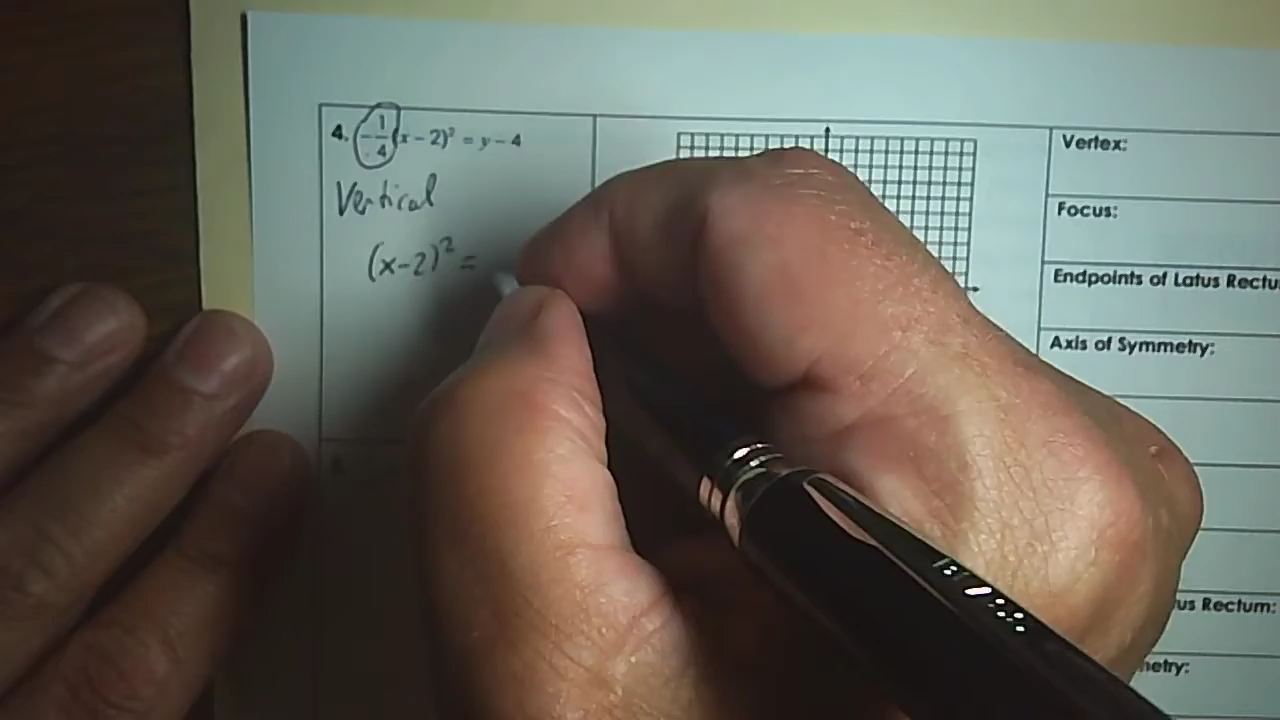 4. -1/4(x - 2)² = y - 4
Vertical
(x-2)² =
Vertex:
Focus:
Endpoints of Latus Rectu
Axis of Symmetry:
us Rectum:
netry: